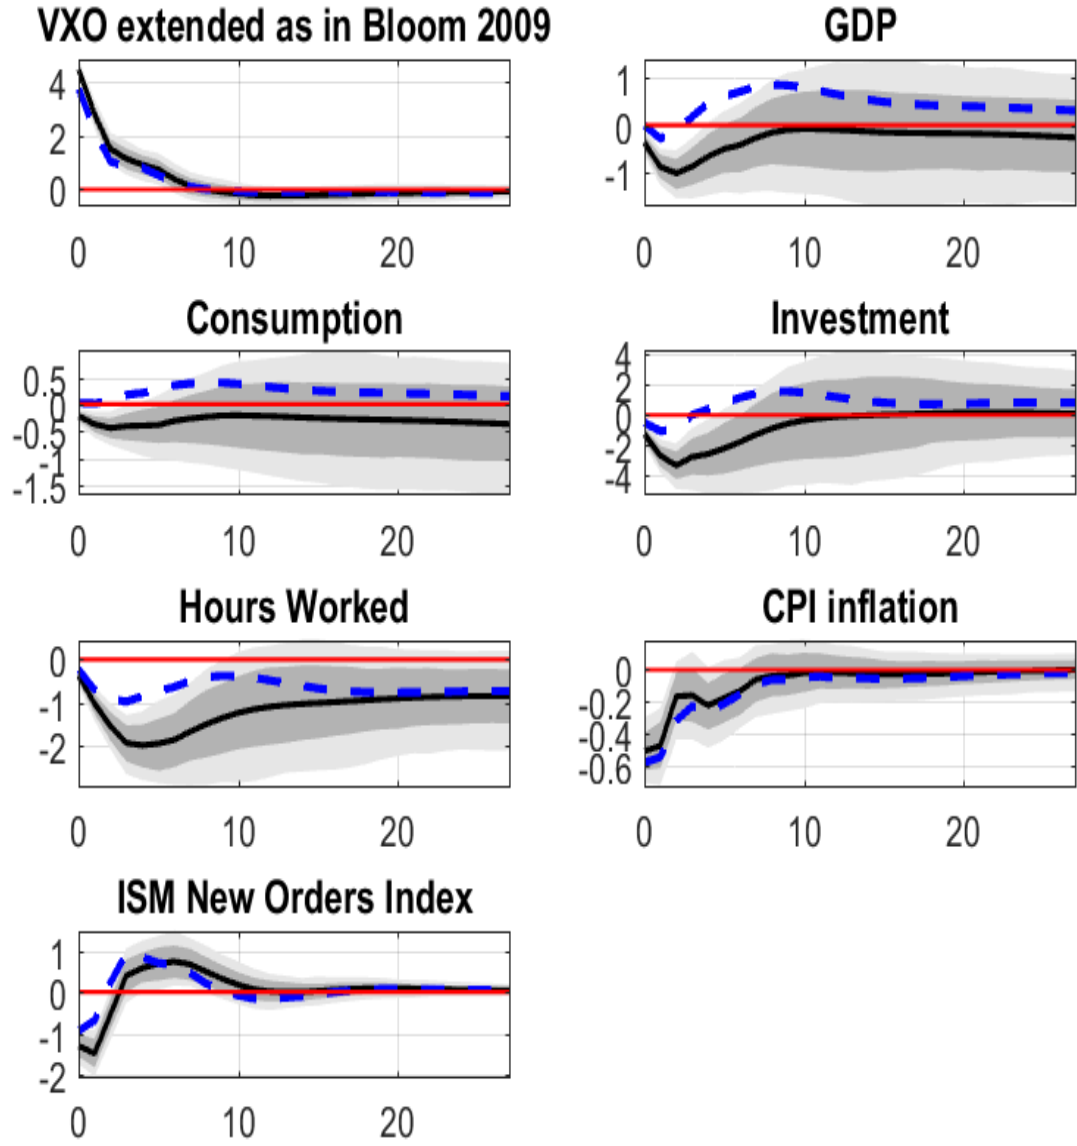 VXO extended as in Bloom 2009
4
2
0
0 10 20
GDP
1
0
-1
0 10 20
Consumption
0.5
0
-0.5
-1
-1.5
0 10 20
Investment
4
2
0
-2
-4
0 10 20
Hours Worked
0
-1
-2
0 10 20
CPI inflation
0
-0.2
-0.4
-0.6
0 10 20
ISM New Orders Index
1
0
-1
-2
0 10 20